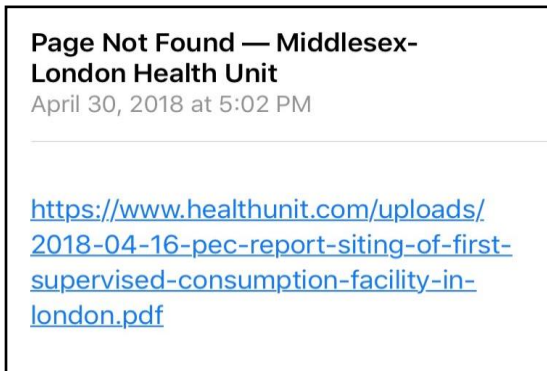 Page Not Found — Middlesex-
London Health Unit
April 30, 2018 at 5:02 PM
https://www.healthunit.com/uploads/
2018-04-16-pec-report-siting-of-first-
supervised-consumption-facility-in-
london.pdf